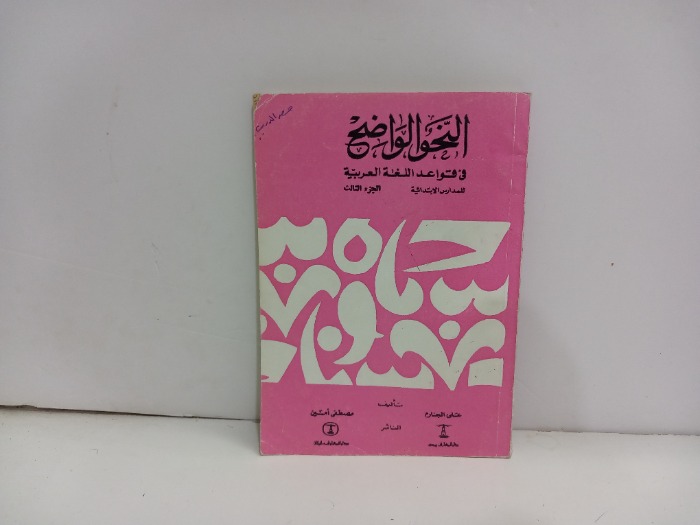 النحو الواضح
في قواعد اللغة العربية
للمدارس الابتدائية الجزء الثالث
تأليف
علي الجارم مصطفى أمين
الناشر